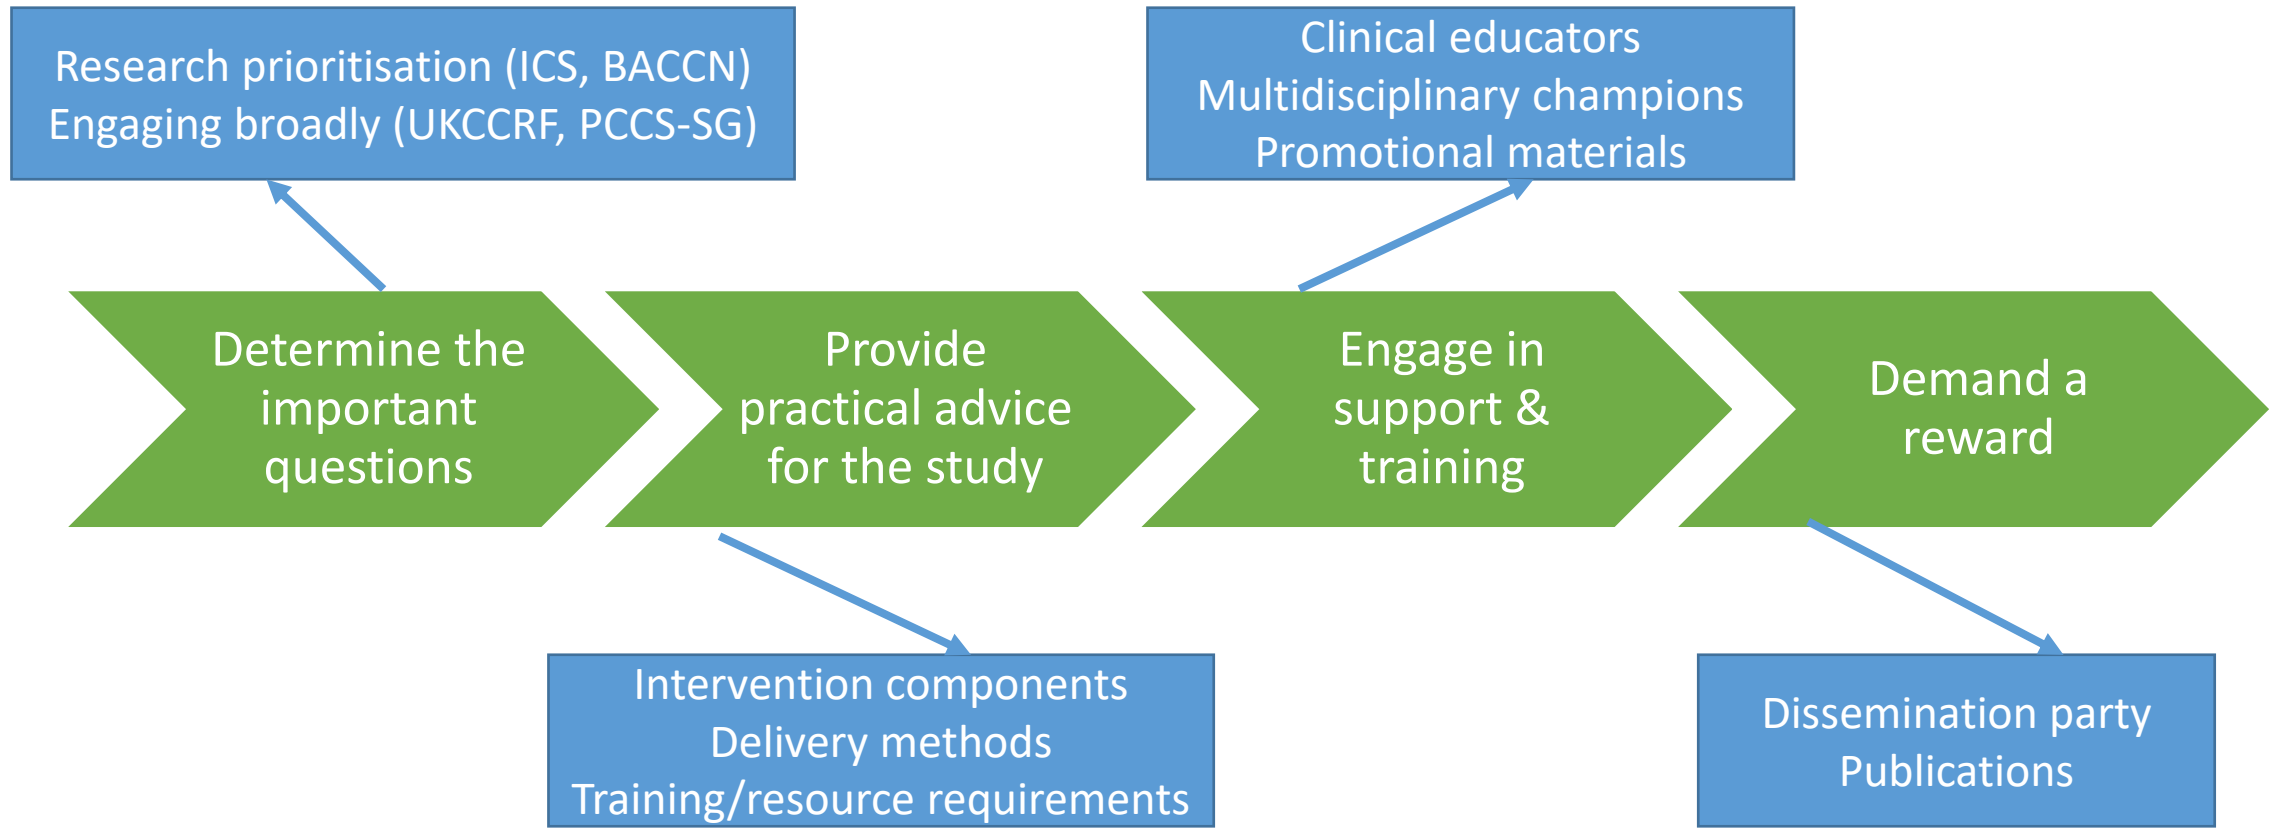 Research prioritisation (ICS, BACCN)
Engaging broadly (UKCCRF, PCCS-SG)
Clinical educators
Multidisciplinary champions
Promotional materials
Determine the
important
questions
Provide
practical advice
for the study
Engage in
support &
training
Demand a
reward
Intervention components
Delivery methods
Training/resource requirements
Dissemination party
Publications